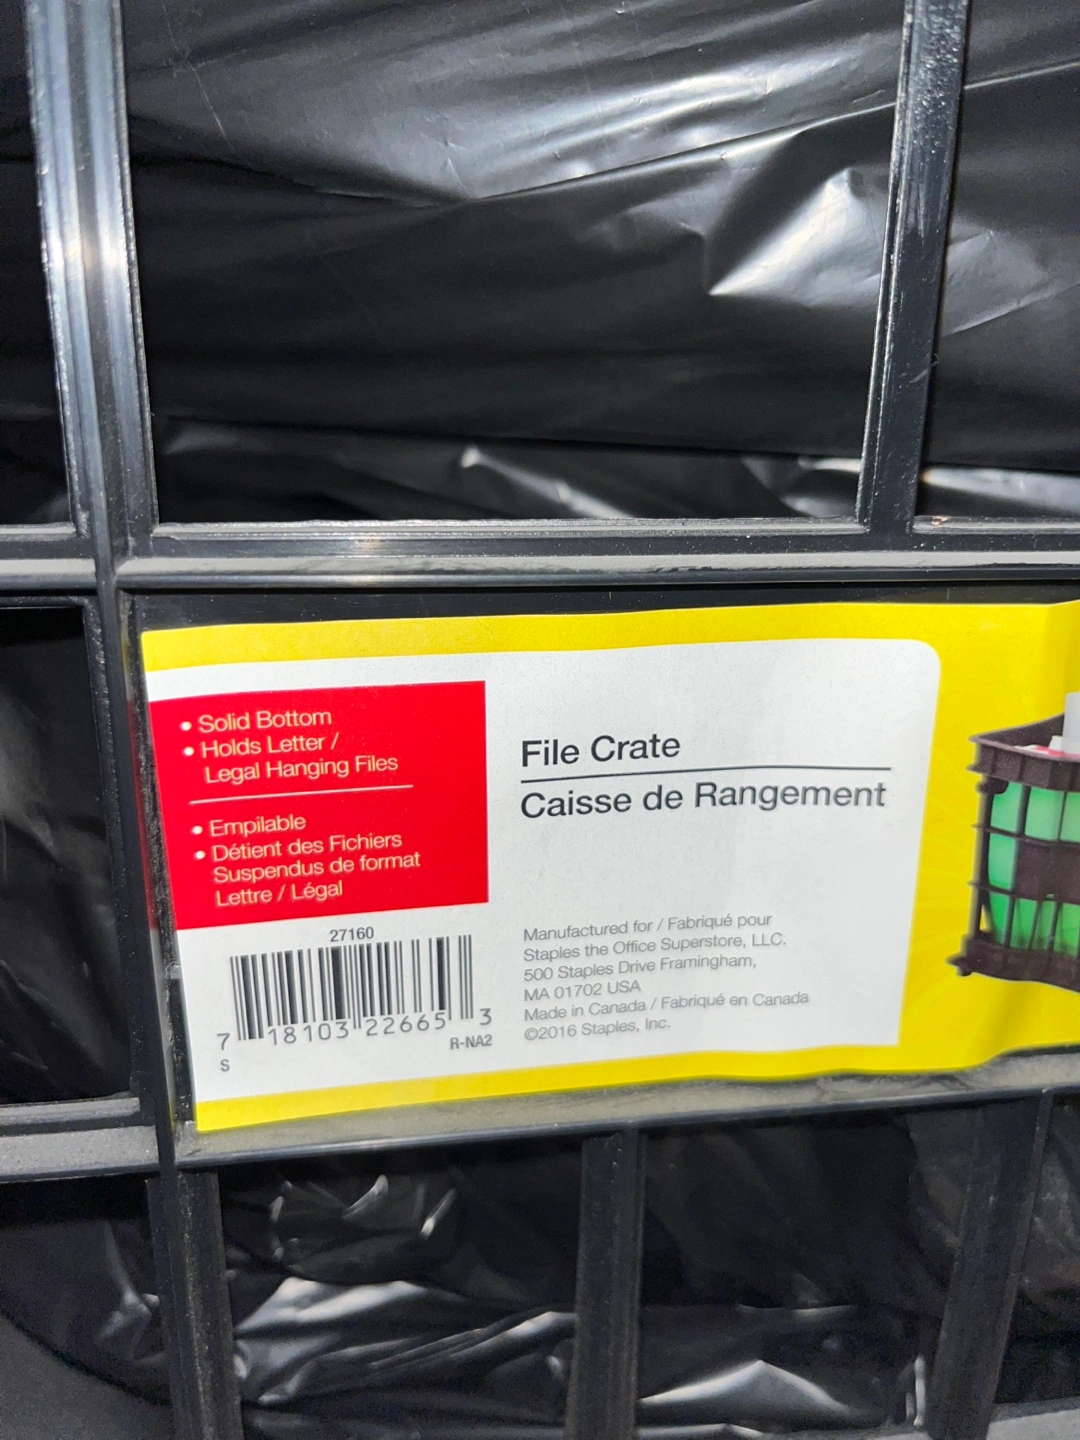 • Solid Bottom
• Holds Letter /
Legal Hanging Files
• Empilable
• Détient des Fichiers
Suspendus de format
Lettre / Légal
27160
7 18103 22665 3
S
R-NA2
File Crate
Caisse de Rangement
Manufactured for / Fabriqué pour
Staples the Office Superstore, LLC.
500 Staples Drive Framingham,
MA 01702 USA
Made in Canada / Fabriqué en Canada
©2016 Staples, Inc.